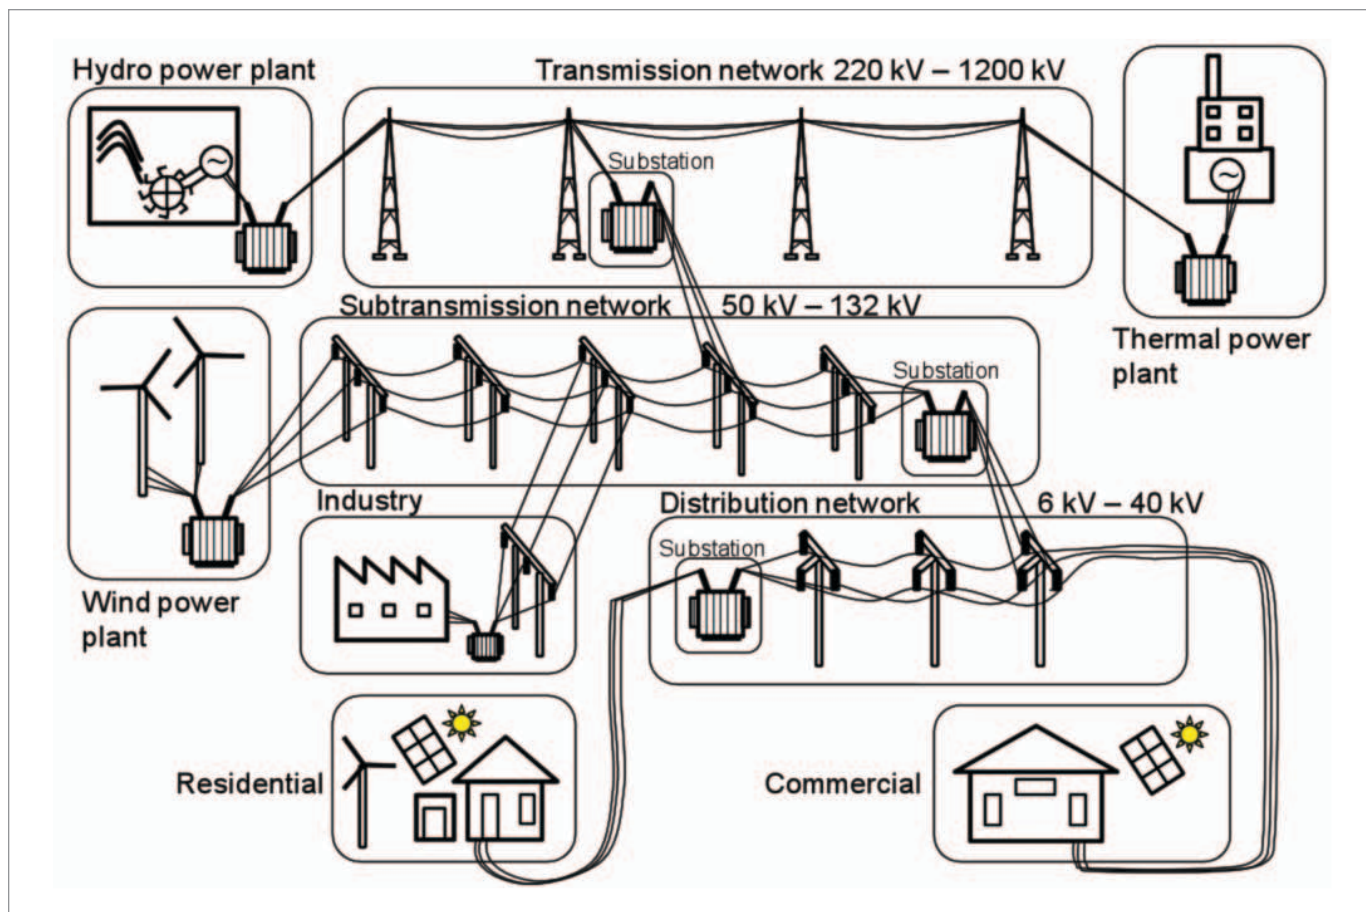 Hydro power plant
Transmission network 220 kV – 1200 kV
Substation
Thermal power
plant
Subtransmission network 50 kV – 132 kV
Substation
Wind power
plant
Industry
Distribution network 6 kV – 40 kV
Substation
Residential
Commercial